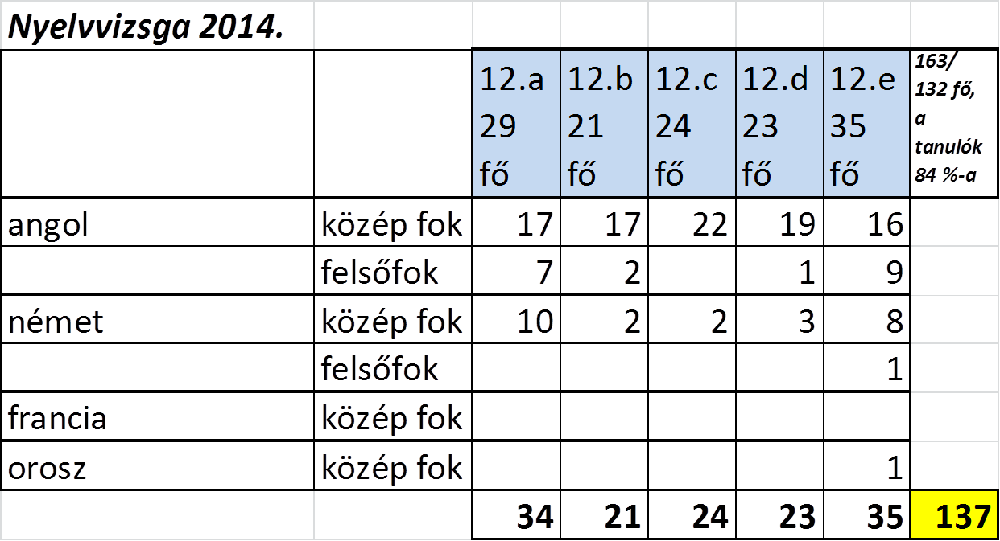 Nyelvvizsga 2014.
12.a 29 fő 12.b 21 fő 12.c 24 fő 12.d 23 fő 12.e 35 fő 163/ 132 fő, a tanulók 84 %-a
angol közép fok 17 17 22 19 16
felsőfok 7 2 1 9
német közép fok 10 2 2 3 8
felsőfok 1
francia közép fok
orosz közép fok 1
34 21 24 23 35 137